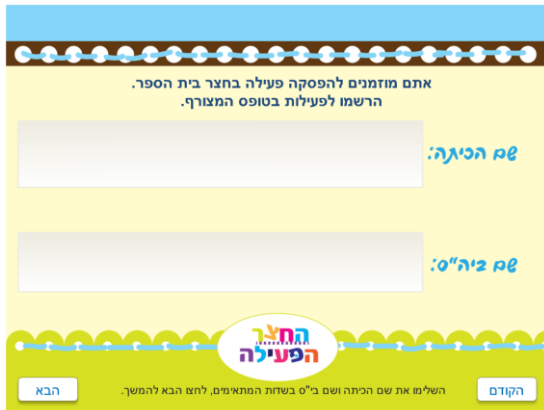 אתם מוזמנים להפסקה פעילה בחצר בית הספר.
הרשמו לפעילות בטופס המצורף.
שם הכיתה:
שם ביה"ס:
החצר
הפעילה
הקודם
השלימו את שם הכיתה ושם בי"ס בשדות המתאימים, לחצו הבא להמשך.
הבא